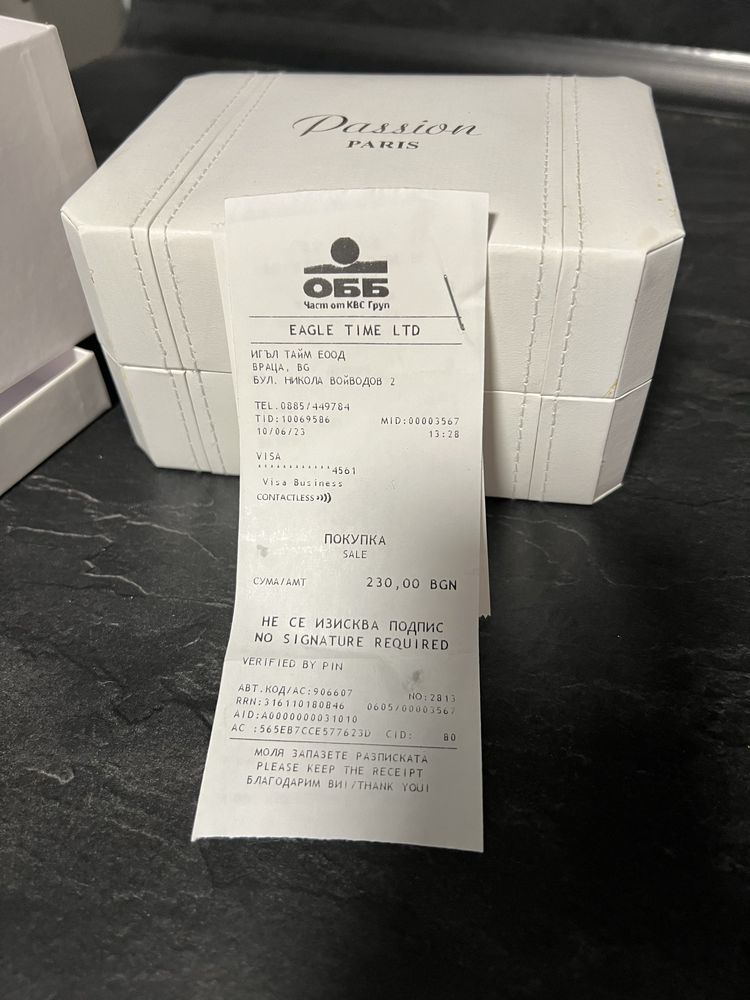 Passion
PARIS
ОББ
Част от KBC Груп
EAGLE TIME LTD
ИГЪЛ ТАЙМ ЕООД
ВРАЦА, BG
БУЛ. НИКОЛА ВОЙВОДОВ 2
TEL.0885/449784
TID:10069586 MID:00003567
10/06/23 13:28
VISA
************4561
Visa Business
CONTACTLESS
ПОКУПКА
SALE
СУМА/AMT 230,00 BGN
НЕ СЕ ИЗИСКВА ПОДПИС
NO SIGNATURE REQUIRED
VERIFIED BY PIN
АВТ.КОД/AC:906607 NO:2813
RRN:316110180846 0605/00003567
AID:A0000000031010
AC :565EB7CCE577623D CID: 80
МОЛЯ ЗАПАЗЕТЕ РАЗПИСКАТА
PLEASE KEEP THE RECEIPT
БЛАГОДАРИМ ВИ!/THANK YOU!